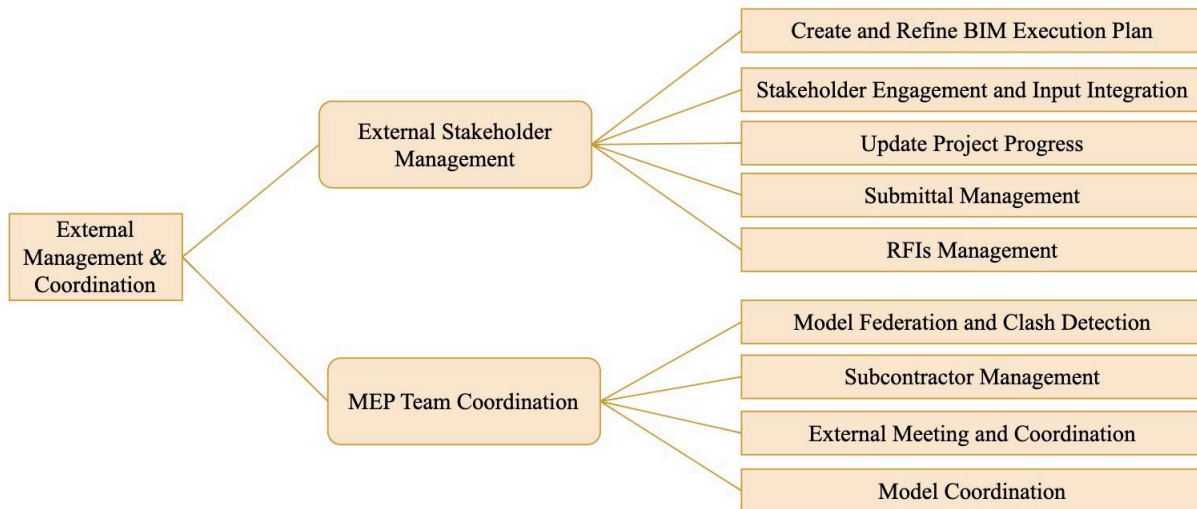 External
Management &
Coordination
External Stakeholder
Management
Create and Refine BIM Execution Plan
Stakeholder Engagement and Input Integration
Update Project Progress
Submittal Management
RFIs Management
MEP Team Coordination
Model Federation and Clash Detection
Subcontractor Management
External Meeting and Coordination
Model Coordination